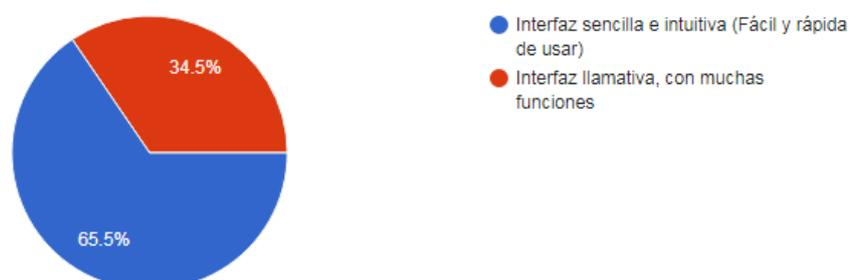 34.5%
65.5%
Interfaz sencilla e intuitiva (Fácil y rápida
de usar)
Interfaz llamativa, con muchas
funciones